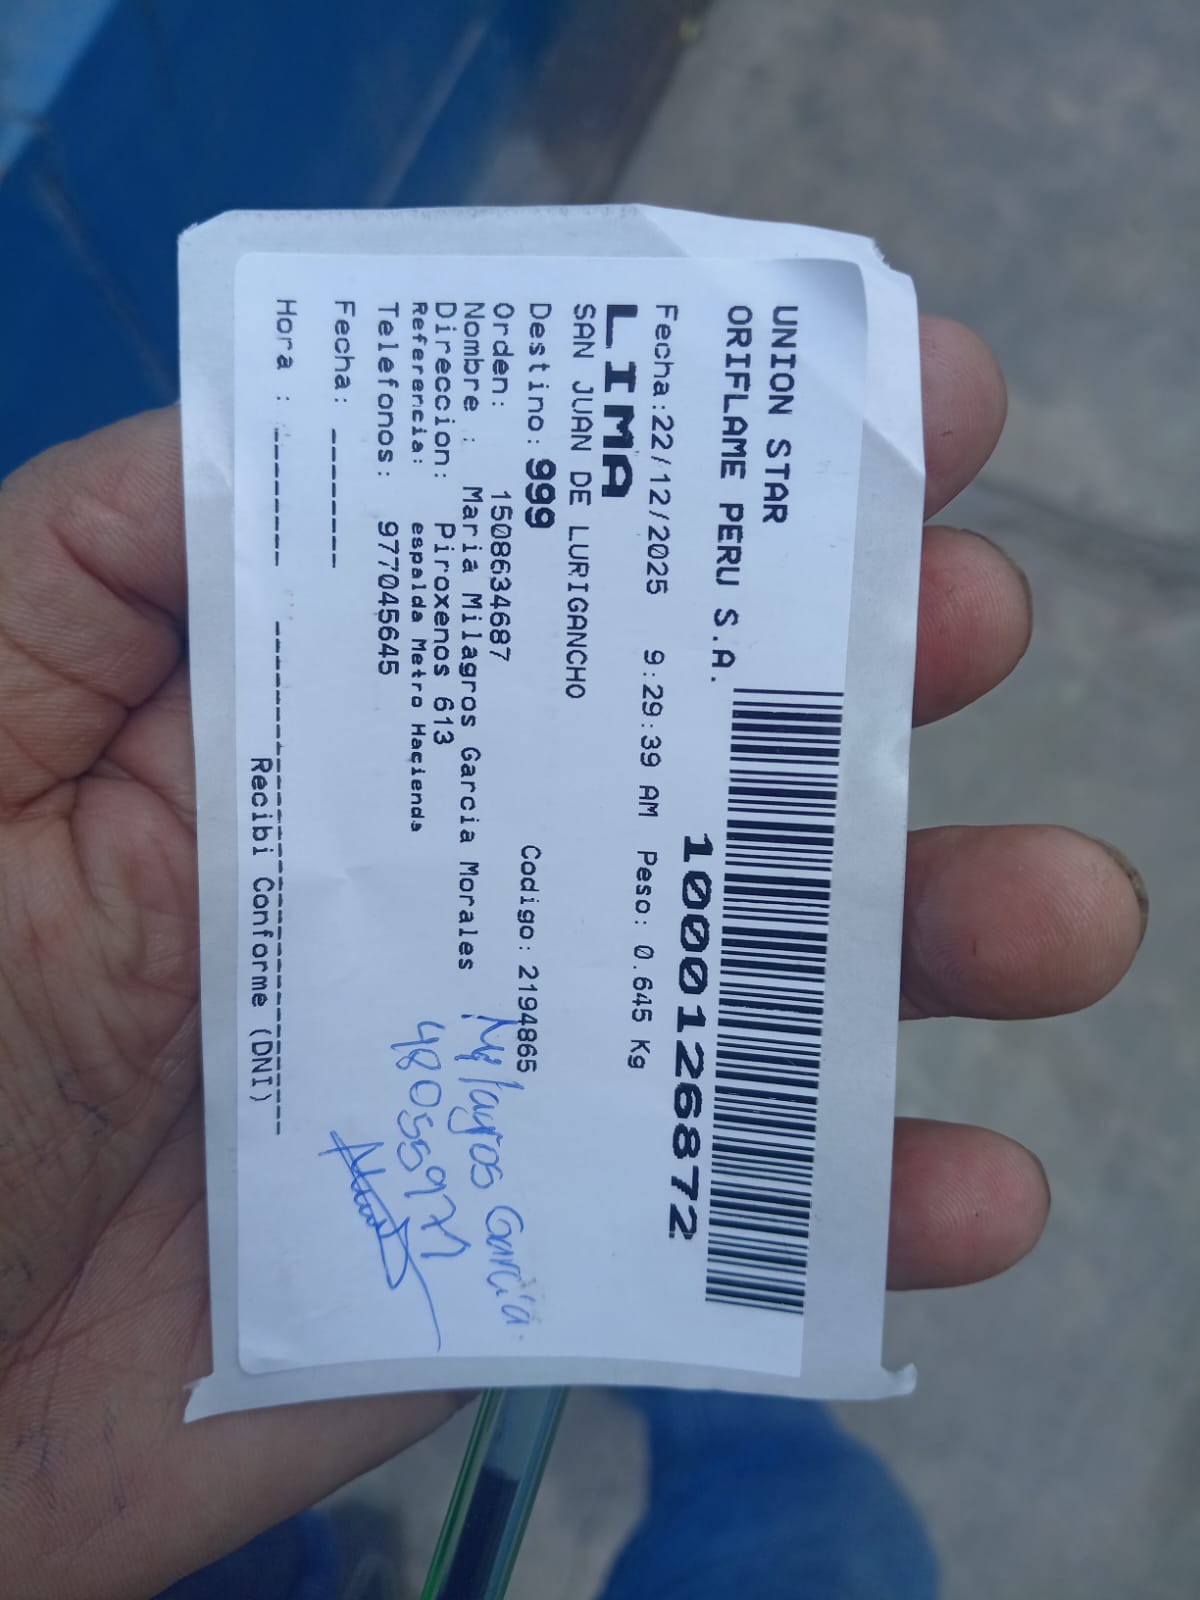 UNION STAR
ORIFLAME PERU S.A.
1000126872
Fecha:22/12/2025 9:29:39 AM Peso: 0.645 Kg
LIMA
SAN JUAN DE LURIGANCHO
Destino: 999
Codigo: 2194865
Orden: 1508634687
Nombre : Maria Milagros Garcia Morales
Direccion: Piroxenos 613
Referencia: espalda Metro Hacienda
Telefonos: 977045645
Milagros Garcia.
48055971
Fecha: ------
Hora : --------
Recibi Conforme (DNI)